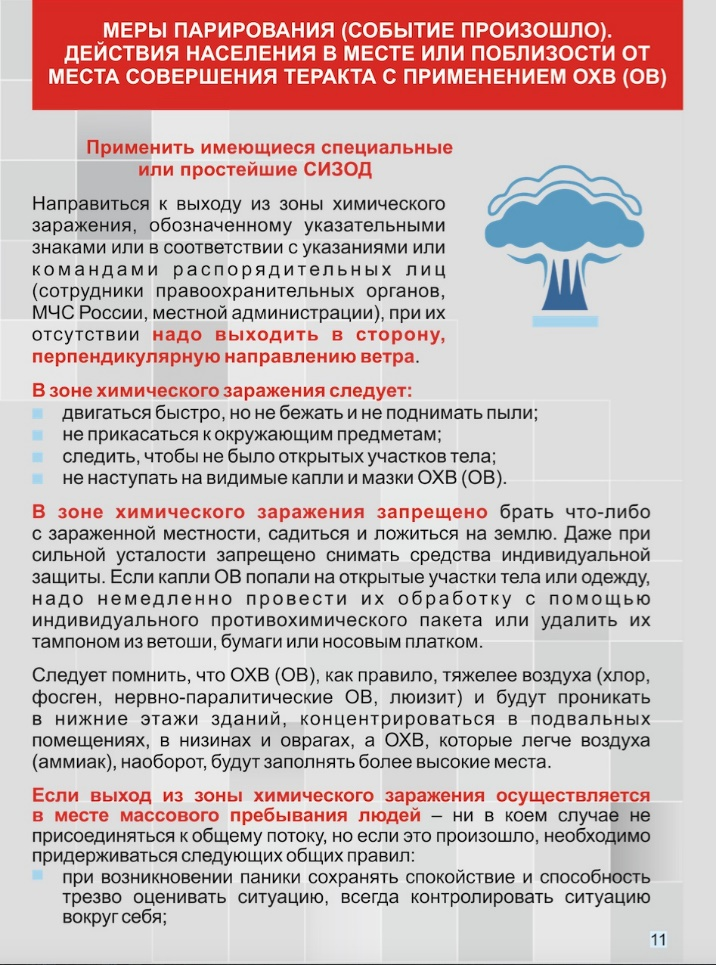 МЕРЫ ПАРИРОВАНИЯ (СОБЫТИЕ ПРОИЗОШЛО).
ДЕЙСТВИЯ НАСЕЛЕНИЯ В МЕСТЕ ИЛИ ПОБЛИЗОСТИ ОТ
МЕСТА СОВЕРШЕНИЯ ТЕРАКТА С ПРИМЕНЕНИЕМ ОХВ (ОВ)
Применить имеющиеся специальные
или простейшие СИЗОД
Направиться к выходу из зоны химического
заражения, обозначенному указательными
знаками или в соответствии с указаниями или
командами распорядительных лиц
(сотрудники правоохранительных органов,
МЧС России, местной администрации), при их
отсутствии надо выходить в сторону,
перпендикулярную направлению ветра.
В зоне химического заражения следует:
двигаться быстро, но не бежать и не поднимать пыли;
не прикасаться к окружающим предметам;
следить, чтобы не было открытых участков тела;
не наступать на видимые капли и мазки ОХВ (ОВ).
В зоне химического заражения запрещено брать что-либо
с зараженной местности, садиться и ложиться на землю. Даже при
сильной усталости запрещено снимать средства индивидуальной
защиты. Если капли ОВ попали на открытые участки тела или одежду,
надо немедленно провести их обработку с помощью
индивидуального противохимического пакета или удалить их
тампоном из ветоши, бумаги или носовым платком.
Следует помнить, что ОХВ (ОВ), как правило, тяжелее воздуха (хлор,
фосген, нервно-паралитические ОВ, люизит) и будут проникать
в нижние этажи зданий, концентрироваться в подвальных
помещениях, в низинах и оврагах, а ОХВ, которые легче воздуха
(аммиак), наоборот, будут заполнять более высокие места.
Если выход из зоны химического заражения осуществляется
в месте массового пребывания людей – ни в коем случае не
присоединяться к общему потоку, но если это произошло, необходимо
придерживаться следующих общих правил:
при возникновении паники сохранять спокойствие и способность
трезво оценивать ситуацию, всегда контролировать ситуацию
вокруг себя;
11